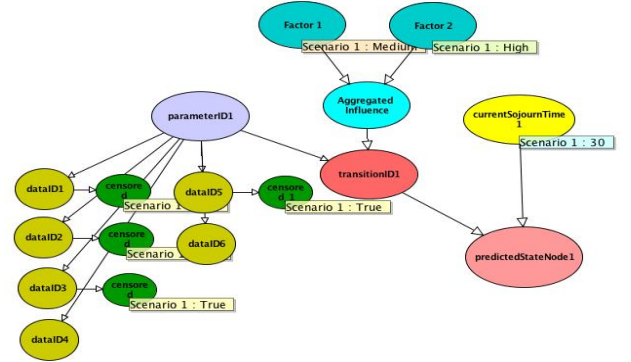 Factor 1
Factor 2
Scenario 1 : Medium
Scenario 1 : High
Aggregated
Influence
parameterID1
currentSojournTime
1
Scenario 1 : 30
transitionID1
dataID1
censore
d
dataID5
censore
d_1
Scenario 1
Scenario 1 : True
dataID2
censore
d
dataID6
Scenario 1
predictedStateNode1
dataID3
censore
d
Scenario 1 : True
dataID4